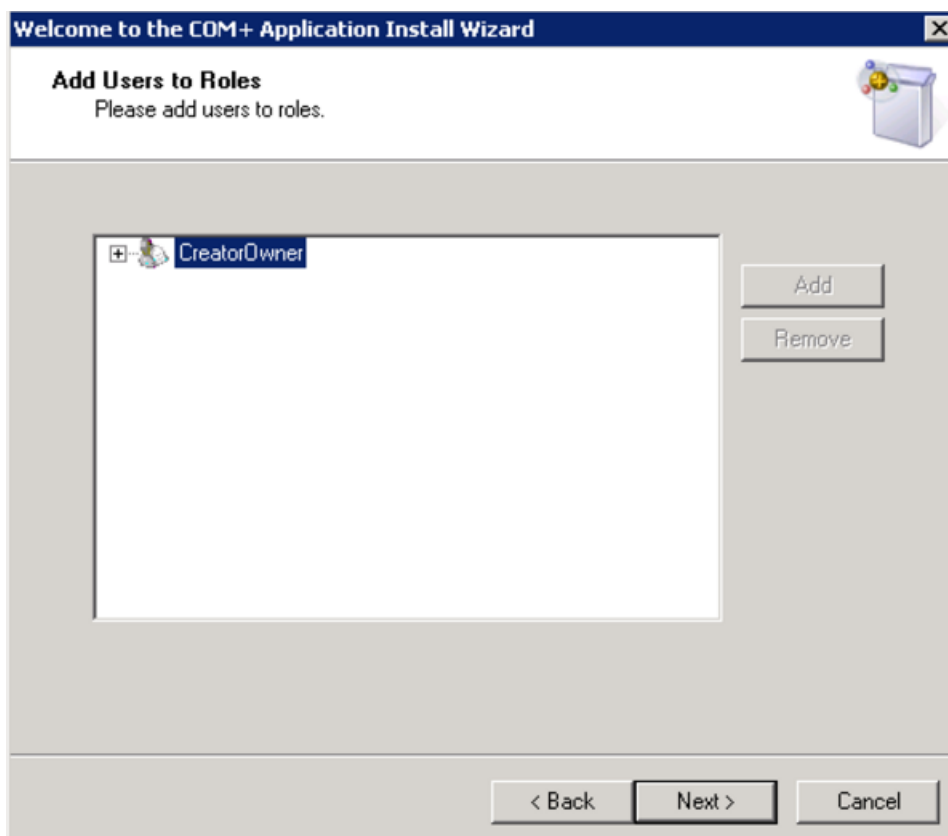 Welcome to the COM+ Application Install Wizard
Add Users to Roles
Please add users to roles.
CreatorOwner
Add
Remove
< Back
Next >
Cancel